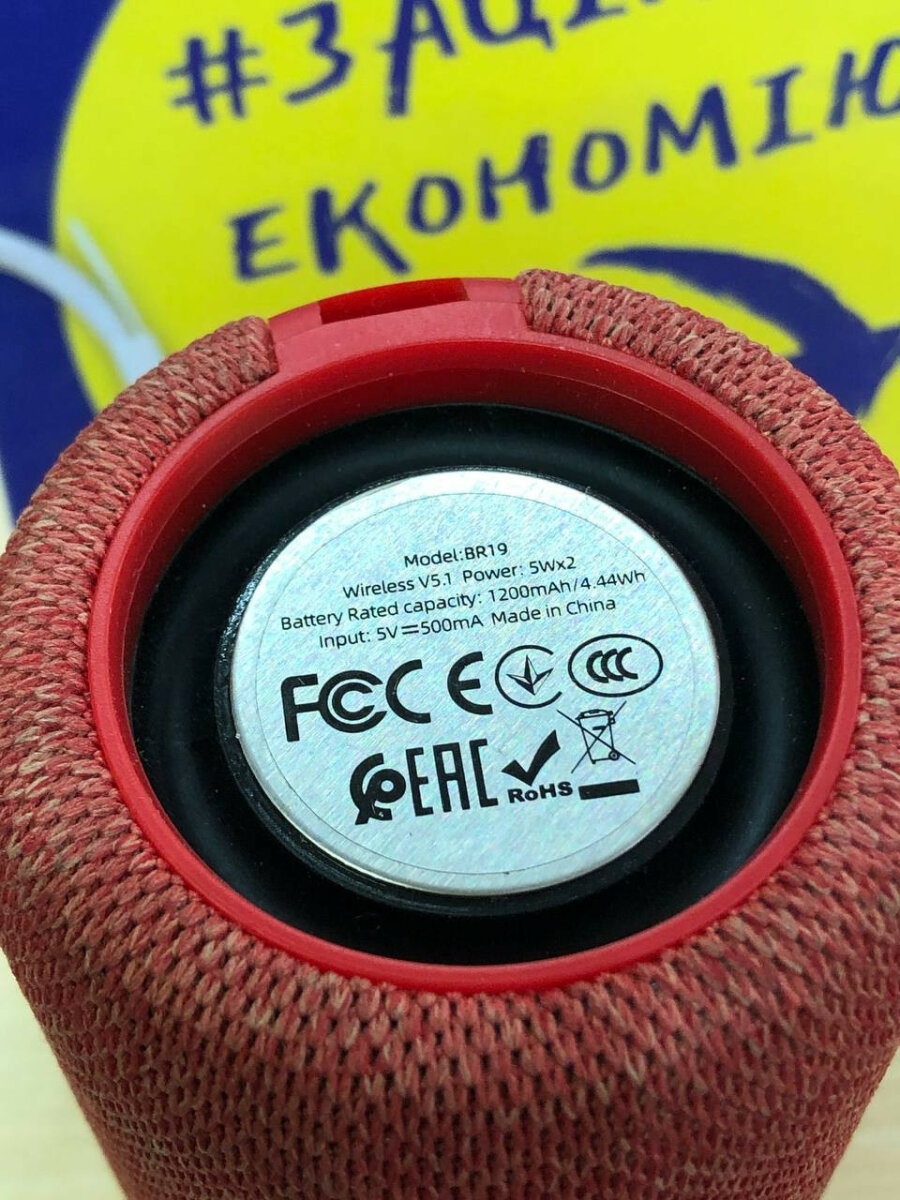 ЕКОНОМІЮ
Model:BR19
Wireless V5.1 Power: 5Wx2
Battery Rated capacity: 1200mAh/4.44Wh
Input: 5V⎓500mA Made in China
FCC CE CCC
EAC RoHS